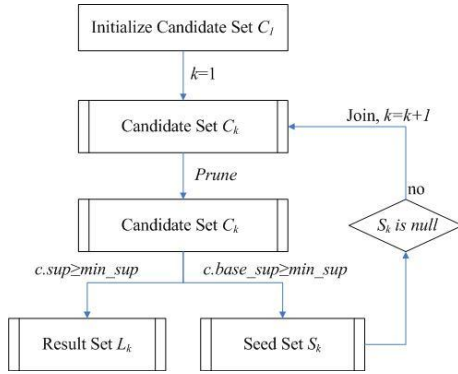 Initialize Candidate Set C1
k=1
Candidate Set Ck
Join, k=k+1
Prune
no
Candidate Set Ck
Sk is null
c.sup≥min_sup
c.base_sup≥min_sup
Result Set Lk
Seed Set Sk